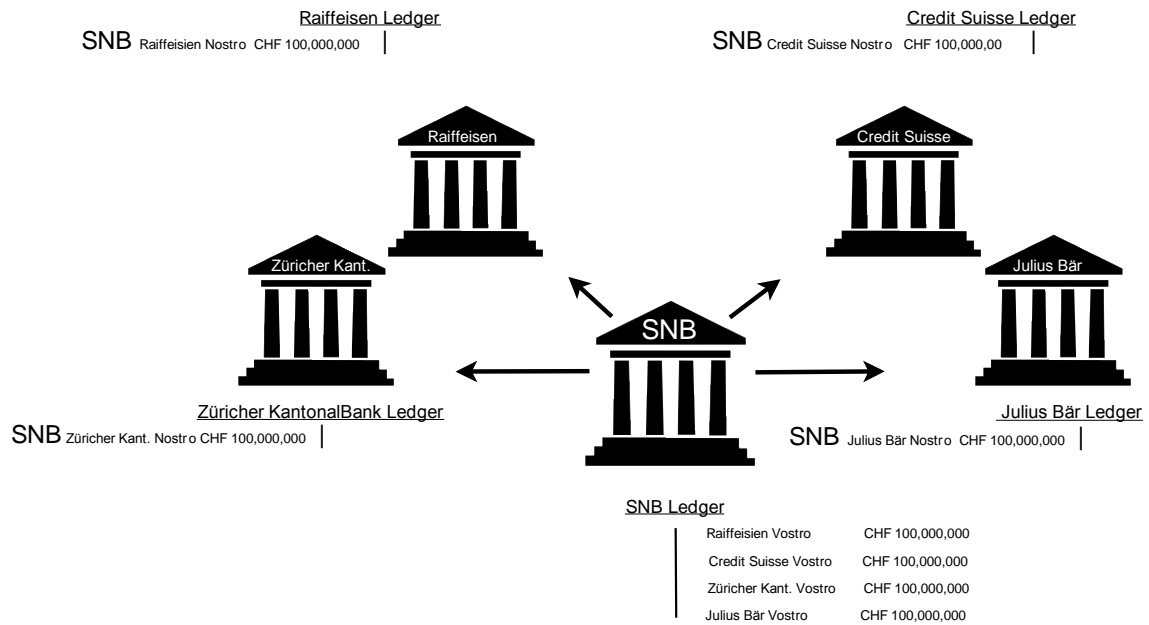 Raiffeisen Ledger
SNB Raiffeisien Nostro CHF 100,000,000
Credit Suisse Ledger
SNB Credit Suisse Nostro CHF 100,000,00
Raiffeisen
Credit Suisse
Züricher Kant.
Julius Bär
SNB
Züricher KantonalBank Ledger
SNB Züricher Kant. Nostro CHF 100,000,000
Julius Bär Ledger
SNB Julius Bär Nostro CHF 100,000,000
SNB Ledger
Raiffeisien Vostro CHF 100,000,000
Credit Suisse Vostro CHF 100,000,000
Züricher Kant. Vostro CHF 100,000,000
Julius Bär Vostro CHF 100,000,000